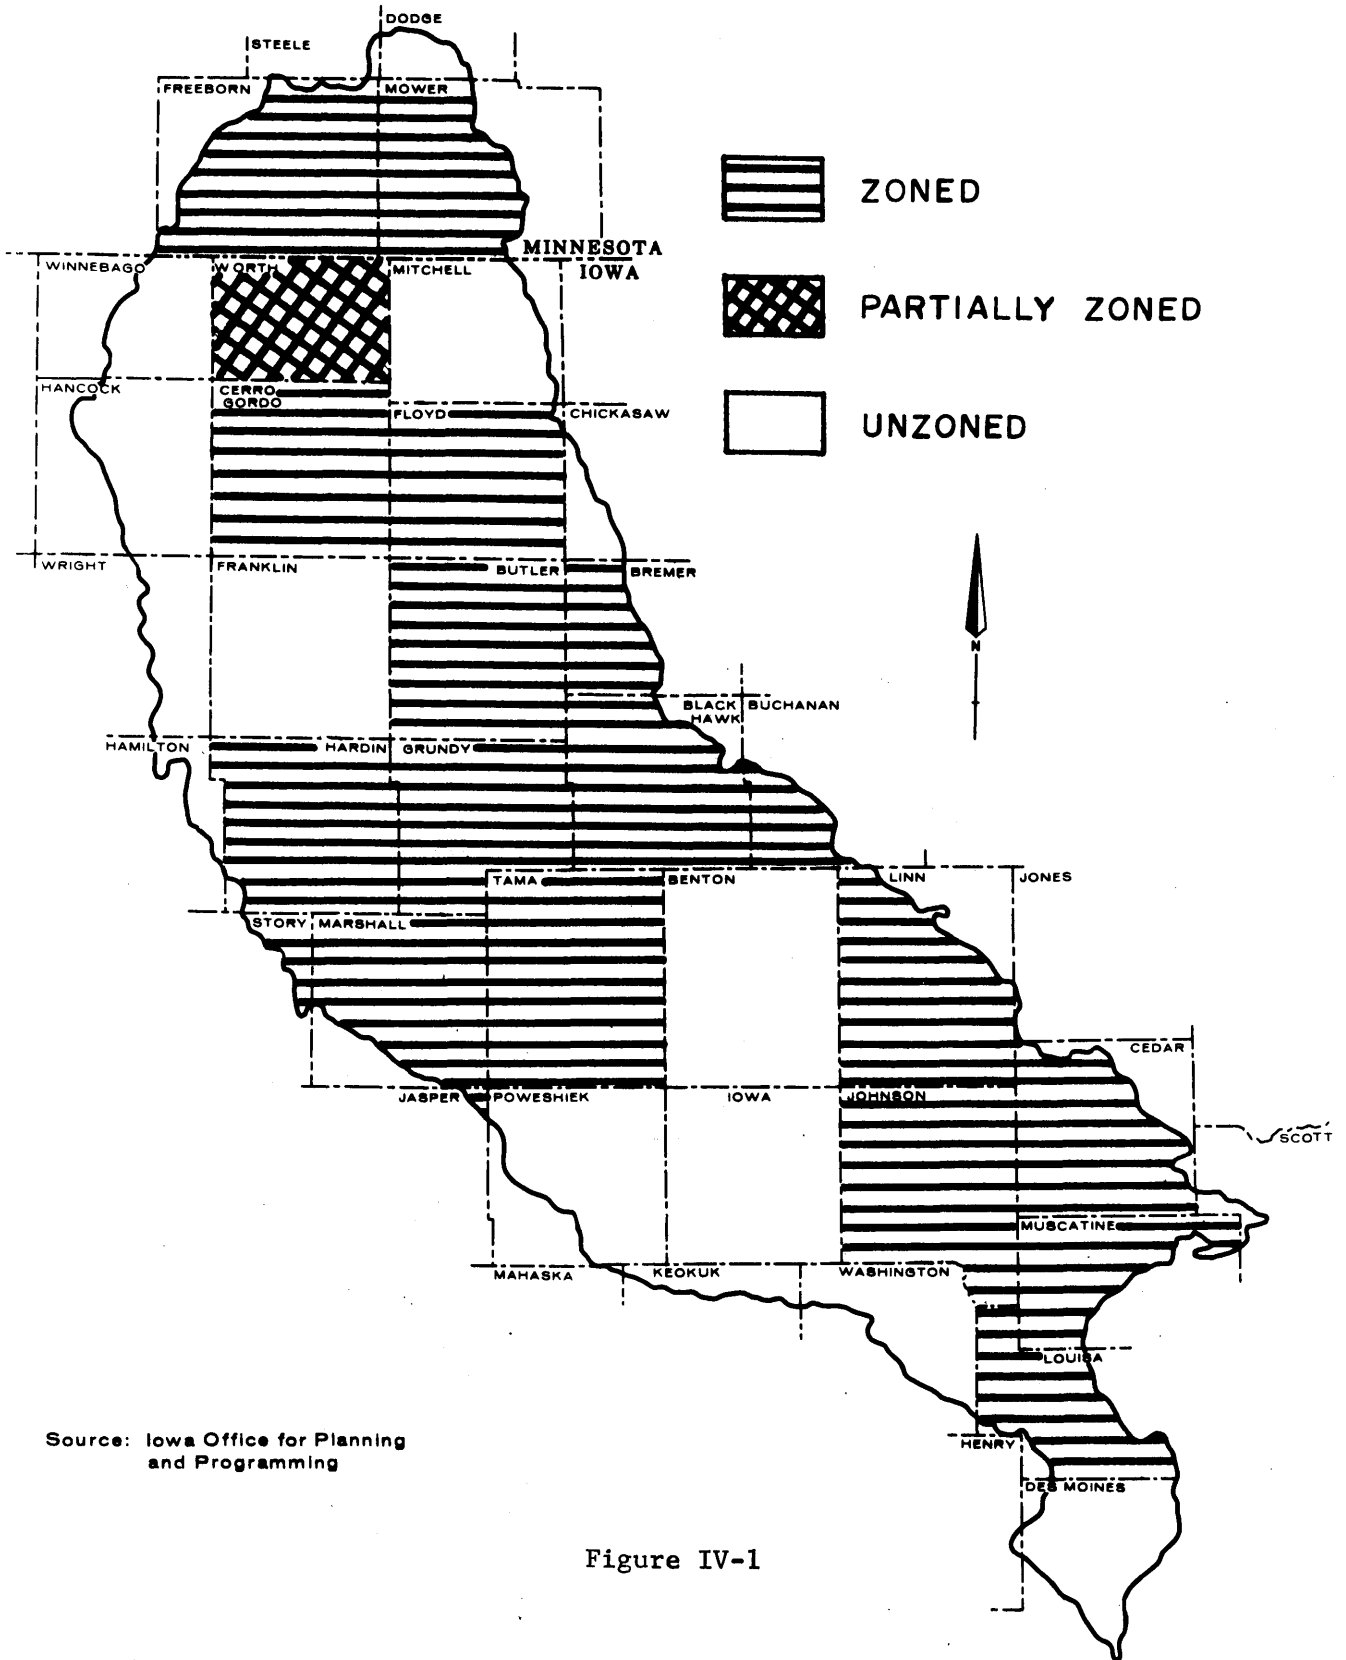 DODGE
STEELE
FREEBORN
MOWER
ZONED
MINNESOTA
WINNEBAGO
WORTH
MITCHELL
IOWA
PARTIALLY ZONED
HANCOCK
CERRO
GORDO
FLOYD
CHICKASAW
UNZONED
WRIGHT
FRANKLIN
BUTLER
BREMER
N
BLACK
HAWK
BUCHANAN
HAMILTON
HARDIN
GRUNDY
TAMA
BENTON
LINN
JONES
STORY
MARSHALL
CEDAR
JASPER
POWESHIEK
IOWA
JOHNSON
SCOTT
MUSCATINE
MAHASKA
KEOKUK
WASHINGTON
LOUISA
HENRY
DES MOINES
Source: Iowa Office for Planning
and Programming
Figure IV-1